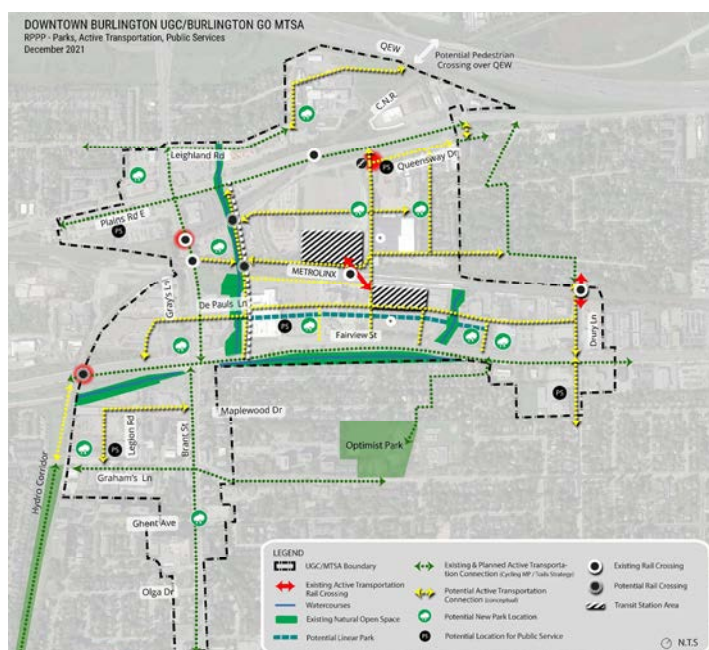 DOWNTOWN BURLINGTON UGC/BURLINGTON GO MTSA
RPPP - Parks, Active Transportation, Public Services
December 2021
QEW
Potential Pedestrian
Crossing over QEW
C.N.R.
Leighland Rd
Queensway Dr
PS
Plains Rd E
PS
METROLINX
Gray's Ln
De Pauls Ln
PS
Fairview St
Drury Ln
PS
Maplewood Dr
Legion Rd
PS
Brant St
Optimist Park
Hydro Corridor
Graham's Ln
Ghent Ave
Olga Dr
LEGEND
UGC/MTSA Boundary
Existing Active Transportation
Rail Crossing
Watercourses
Existing Natural Open Space
Potential Linear Park
Existing & Planned Active Transporta-
tion Connection (Cycling MP / Trails Strategy)
Potential Active Transportation
Connection (conceptual)
Potential New Park Location
PS Potential Location for Public Service
Existing Rail Crossing
Potential Rail Crossing
Transit Station Area
N.T.S